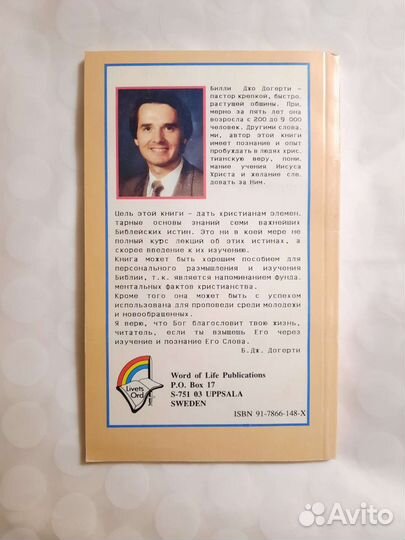 Билли Джо Догерти –
пастор крепкой, быстро
растущей общины. При
мерно за пять лет она
возросла с 200 до 9 000
человек. Другими слова
ми, автор этой книги
имеет познание и опыт
пробуждать в людях хрис
тианскую веру, пони
мание учения Иисуса
Христа и желание сле
довать за Ним.
Цель этой книги – дать христианам элемен
тарные основы знаний семи важнейших
Библейских истин. Это ни в коей мере не
полный курс лекций об этих истинах, а
скорее введение к их изучению.
Книга может быть хорошим пособием для
персонального размышления и изучения
Библии, т.к. является напоминанием фунда
ментальных фактов христианства.
Кроме того она может быть с успехом
использована для проповеди среди молодежи
и новообращенных.
Я верю, что Бог благословит твою жизнь,
читатель, если ты взыщешь Его через
изучение и познание Его Слова.
Б.Дж. Догерти
Livets
Ord
Word of Life Publications
P.O. Box 17
S-751 03 UPPSALA
SWEDEN
ISBN 91-7866-148-X
Avito